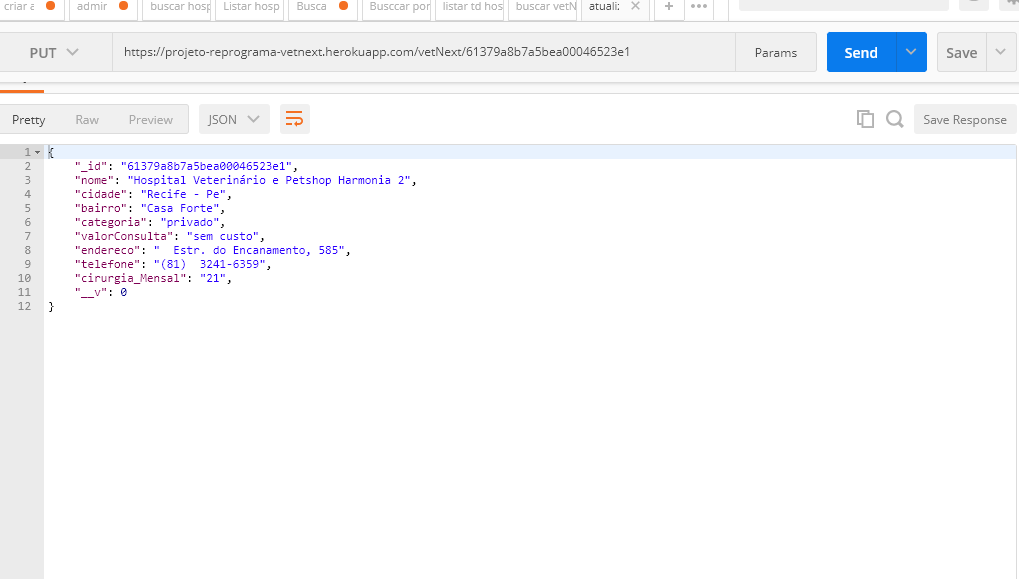 criar a admir buscar hosp Listar hosp Busca Busccar por listar td hos buscar vetN atuali:
PUT https://projeto-reprograma-vetnext.herokuapp.com/vetNext/61379a8b7a5bea00046523e1 Params Send Save
Pretty Raw Preview JSON Save Response
1 {
2 "_id": "61379a8b7a5bea00046523e1",
3 "nome": "Hospital Veterinário e Petshop Harmonia 2",
4 "cidade": "Recife - Pe",
5 "bairro": "Casa Forte",
6 "categoria": "privado",
7 "valorConsulta": "sem custo",
8 "endereco": "  Estr. do Encanamento, 585",
9 "telefone": "(81)  3241-6359",
10 "cirurgia_Mensal": "21",
11 "__v": 0
12 }